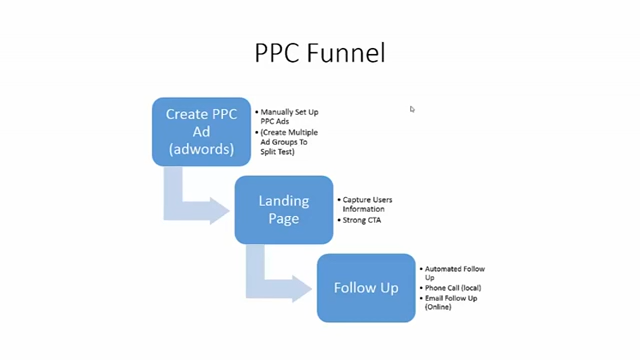 PPC Funnel
Create PPC
Ad
(adwords)
• Manually Set Up
PPC Ads
• (Create Multiple
Ad Groups To
Split Test)
Landing
Page
• Capture Users
Information
• Strong CTA
Follow Up
• Automated Follow
Up
• Phone Call (local)
• Email Follow Up
(Online)